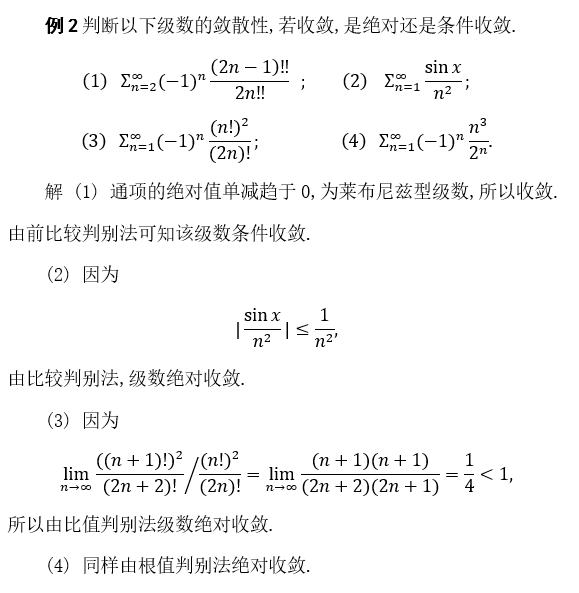 例 2 判断以下级数的敛散性,若收敛,是绝对还是条件收敛.
(1) Σ_{n=2}^{∞}(−1)^n (2n − 1)!!/2n!! ; (2) Σ_{n=1}^{∞} sin x/n^2;
(3) Σ_{n=1}^{∞}(−1)^n (n!)^2/(2n)!; (4) Σ_{n=1}^{∞}(−1)^n n^3/2^n.
解 (1) 通项的绝对值单减趋于 0,为莱布尼兹型级数,所以收敛.
由前比较判别法可知该级数条件收敛.
(2) 因为
|sin x/n^2| ≤ 1/n^2,
由比较判别法,级数绝对收敛.
(3) 因为
lim_{n→∞} ((n + 1)!)^2/(2n + 2)! / (n!)^2/(2n)! = lim_{n→∞} (n + 1)(n + 1)/(2n + 2)(2n + 1) = 1/4 < 1,
所以由比值判别法级数绝对收敛.
(4) 同样由根值判别法绝对收敛.